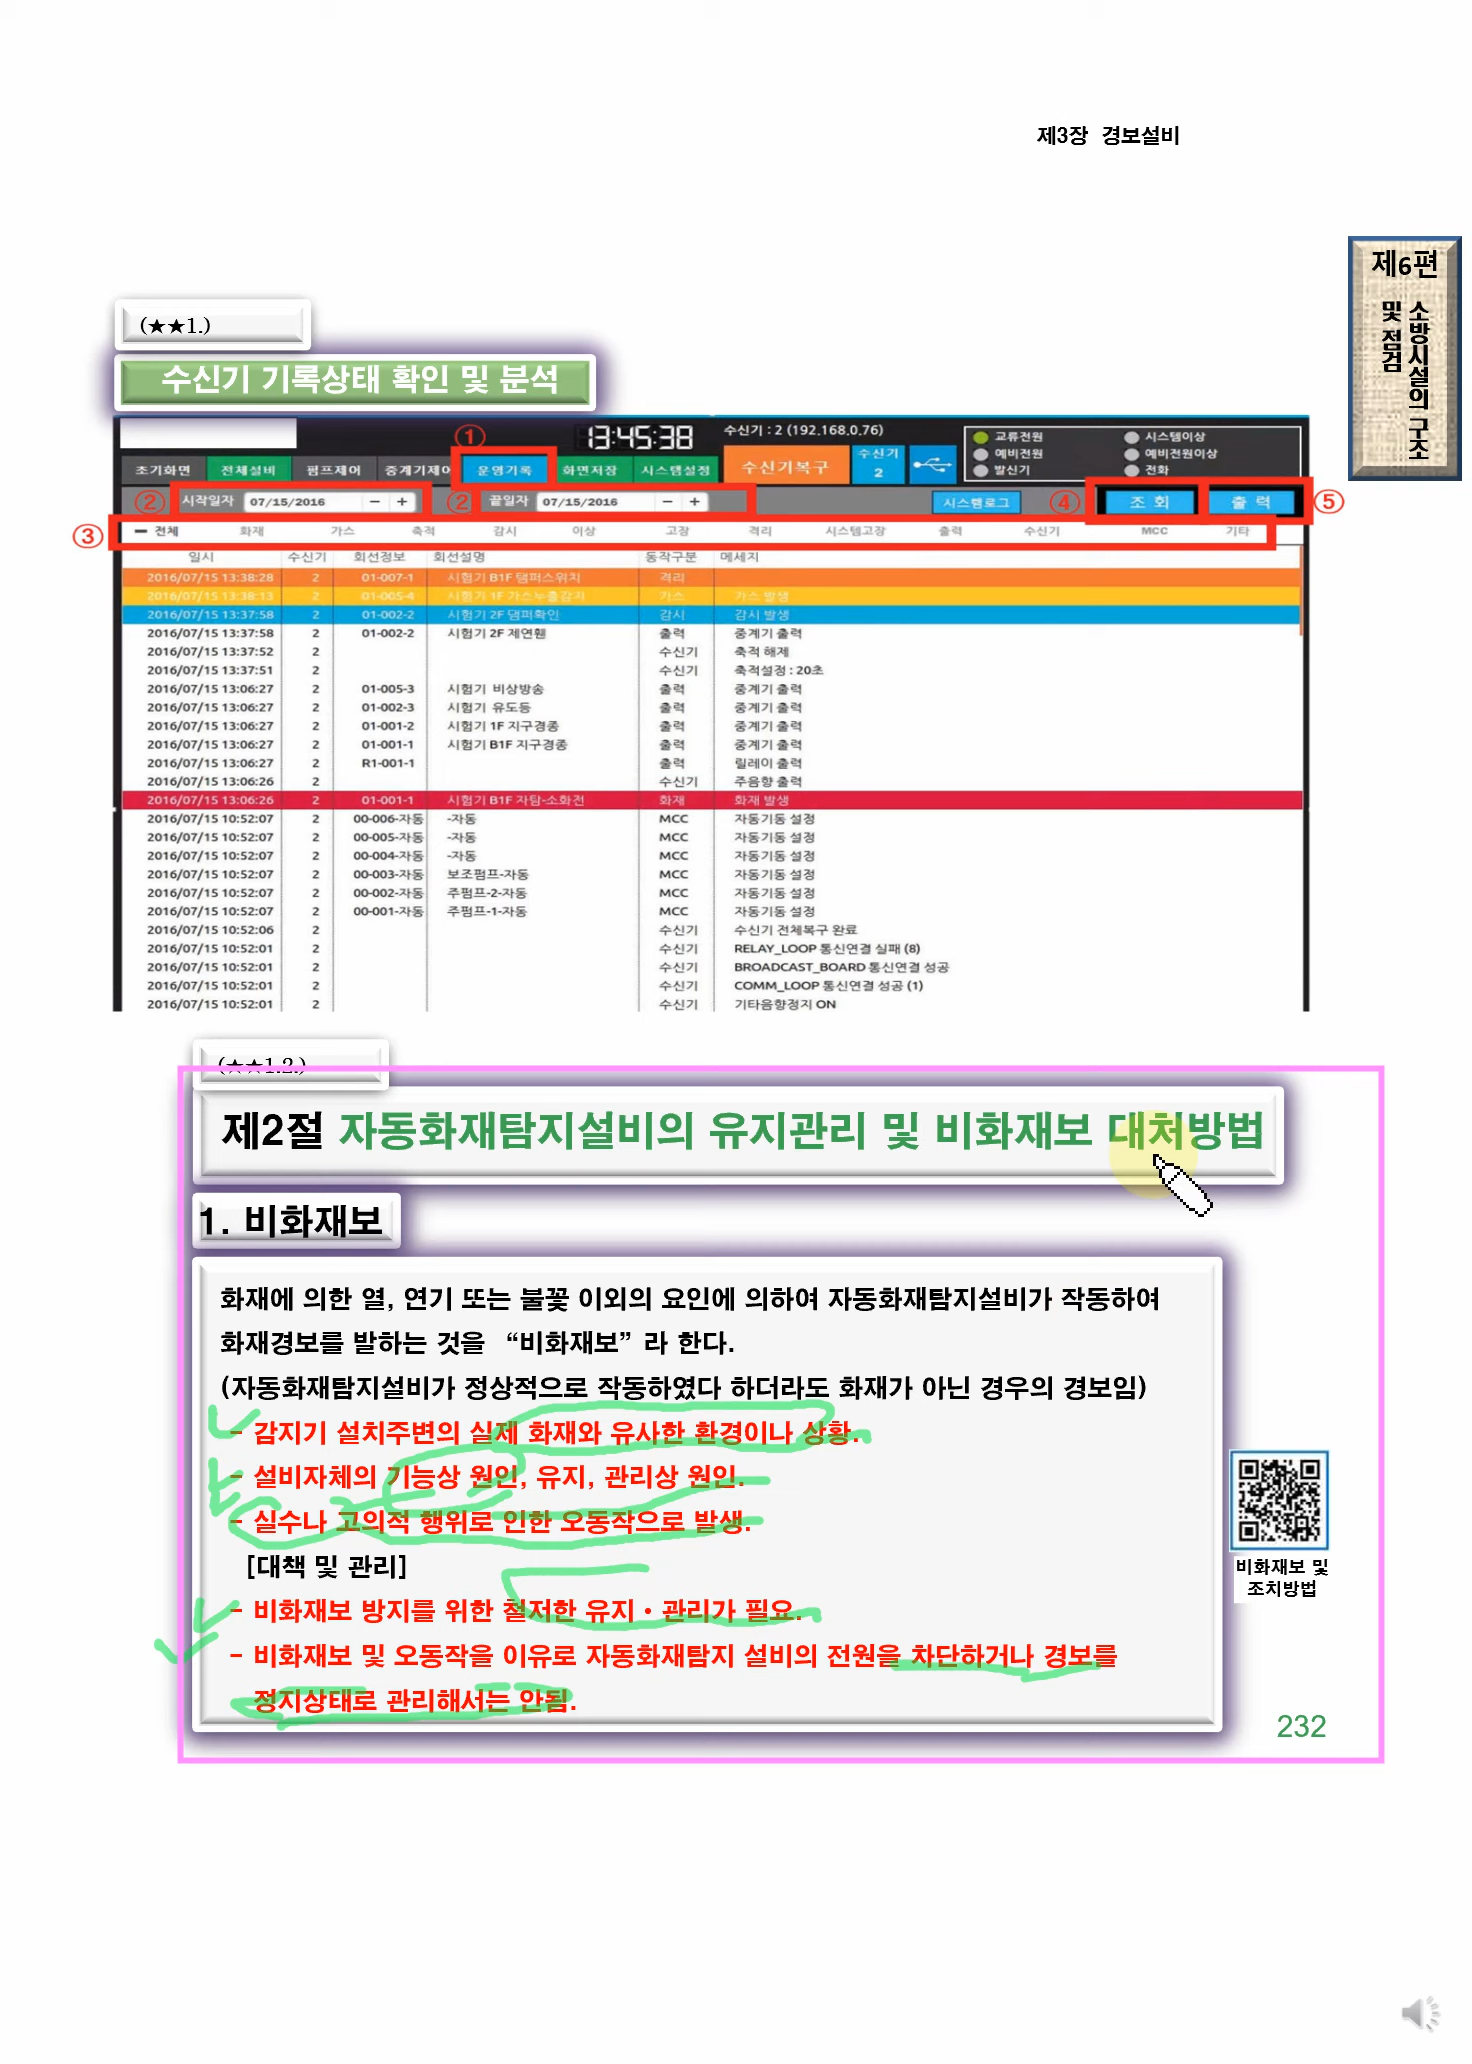 제3장 경보설비
제6편
소방시설의 구조
및 점검
(★★1.)
수신기 기록상태 확인 및 분석
①
13:45:38
수신기 : 2 (192.168.0.76)
교류전원 시스템이상
예비전원 예비전원이상
발신기 전화
초기화면 전체설비 펌프제어 중계기제어 운영기록 화면저장 시스템설정 수신기복구 수신기 2
② 시작일자 07/15/2016 − + ② 끝일자 07/15/2016 − + 시스템로그 ④ 조 회 출 력 ⑤
③ 전체 화재 가스 축적 감시 이상 고장 격리 시스템고장 출력 수신기 MCC 기타
일시 수신기 회선정보 회선설명 동작구분 메세지
2016/07/15 13:38:28 2 01-007-1 시험기 B1F 댐퍼스위치 격리
2016/07/15 13:38:13 2 01-005-4 시험기 1F 가스누출감지 가스 가스 발생
2016/07/15 13:37:58 2 01-002-2 시험기 2F 댐퍼확인 감시 감시 발생
2016/07/15 13:37:58 2 01-002-2 시험기 2F 제연휀 출력 중계기 출력
2016/07/15 13:37:52 2 수신기 축적 해제
2016/07/15 13:37:51 2 수신기 축적설정 : 20초
2016/07/15 13:06:27 2 01-005-3 시험기 비상방송 출력 중계기 출력
2016/07/15 13:06:27 2 01-002-3 시험기 유도등 출력 중계기 출력
2016/07/15 13:06:27 2 01-001-2 시험기 1F 지구경종 출력 중계기 출력
2016/07/15 13:06:27 2 01-001-1 시험기 B1F 지구경종 출력 중계기 출력
2016/07/15 13:06:27 2 R1-001-1 출력 릴레이 출력
2016/07/15 13:06:26 2 수신기 주음향 출력
2016/07/15 13:06:26 2 01-001-1 시험기 B1F 자탐-소화전 화재 화재 발생
2016/07/15 10:52:07 2 00-006-자동 -자동 MCC 자동기동 설정
2016/07/15 10:52:07 2 00-005-자동 -자동 MCC 자동기동 설정
2016/07/15 10:52:07 2 00-004-자동 -자동 MCC 자동기동 설정
2016/07/15 10:52:07 2 00-003-자동 보조펌프-자동 MCC 자동기동 설정
2016/07/15 10:52:07 2 00-002-자동 주펌프-2-자동 MCC 자동기동 설정
2016/07/15 10:52:07 2 00-001-자동 주펌프-1-자동 MCC 자동기동 설정
2016/07/15 10:52:06 2 수신기 수신기 전체복구 완료
2016/07/15 10:52:01 2 수신기 RELAY_LOOP 통신연결 실패 (8)
2016/07/15 10:52:01 2 수신기 BROADCAST_BOARD 통신연결 성공
2016/07/15 10:52:01 2 수신기 COMM_LOOP 통신연결 성공 (1)
2016/07/15 10:52:01 2 수신기 기타음향정지 ON
(★★1.2.)
제2절 자동화재탐지설비의 유지관리 및 비화재보 대처방법
1. 비화재보
화재에 의한 열, 연기 또는 불꽃 이외의 요인에 의하여 자동화재탐지설비가 작동하여
화재경보를 발하는 것을 “비화재보” 라 한다.
(자동화재탐지설비가 정상적으로 작동하였다 하더라도 화재가 아닌 경우의 경보임)
- 감지기 설치주변의 실제 화재와 유사한 환경이나 상황.
- 설비자체의 기능상 원인, 유지, 관리상 원인.
- 실수나 고의적 행위로 인한 오동작으로 발생.
[대책 및 관리]
- 비화재보 방지를 위한 철저한 유지・관리가 필요.
- 비화재보 및 오동작을 이유로 자동화재탐지 설비의 전원을 차단하거나 경보를
정지상태로 관리해서는 안됨.
비화재보 및
조치방법
232